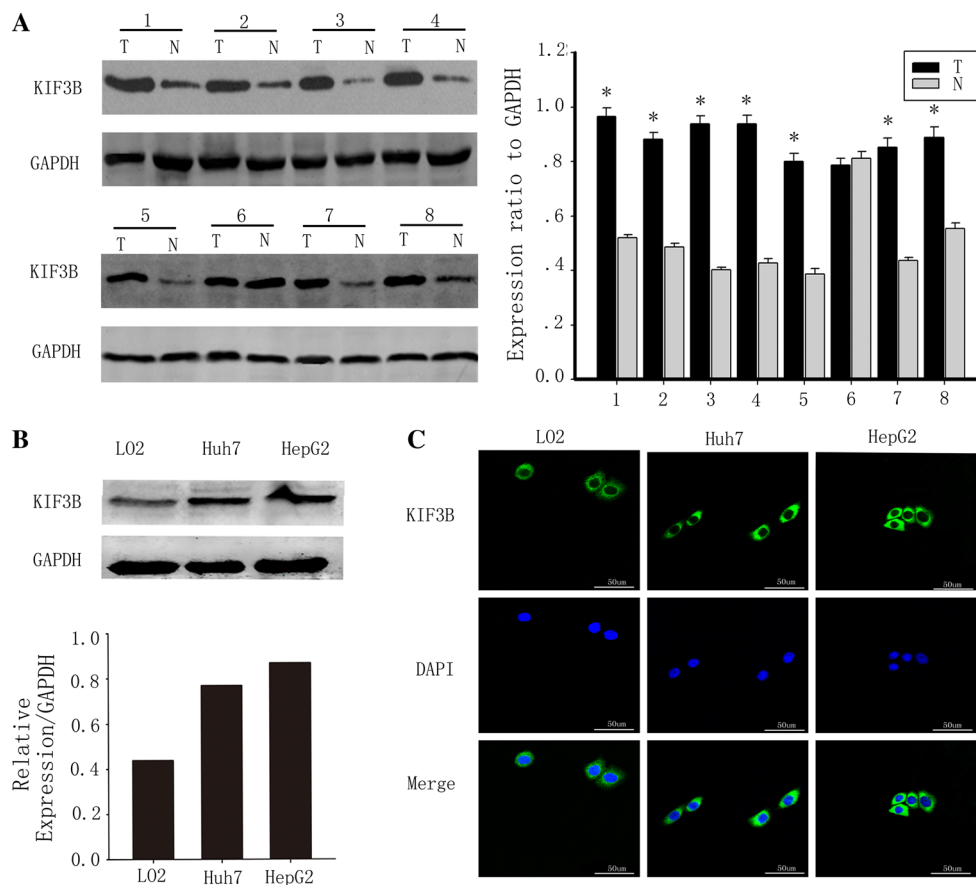 A
1 2 3 4
T N T N T N T N
KIF3B
GAPDH
5 6 7 8
T N T N T N T N
KIF3B
GAPDH
Expression ratio to GAPDH
1.2
1.0
.8
.6
.4
.2
0.0
* * * * * * *
1 2 3 4 5 6 7 8
T
N
B
LO2 Huh7 HepG2
KIF3B
GAPDH
Relative
Expression/GAPDH
1.0
0.8
0.6
0.4
0.2
0.0
LO2 Huh7 HepG2
C
LO2 Huh7 HepG2
KIF3B
50um 50um 50um
DAPI
50um 50um 50um
Merge
50um 50um 50um